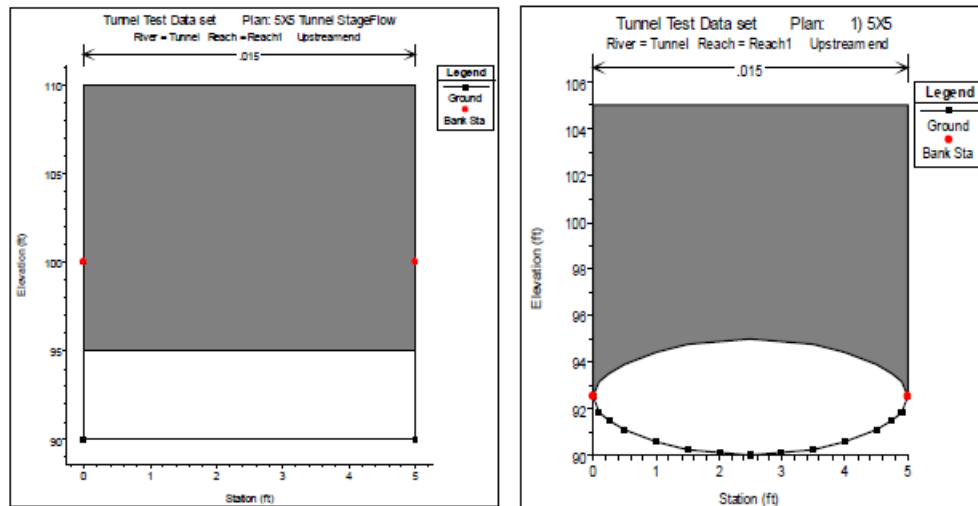 Tunnel Test Data set Plan: 5X5 Tunnel StageFlow
River = Tunnel Reach = Reach1 Upstream end
.015
Legend
Ground
Bank Sta
110
105
100
95
90
Elevation (ft)
0 1 2 3 4 5
Station (ft)
Tunnel Test Data set Plan: 1) 5X5
River = Tunnel Reach = Reach1 Upstream end
.015
Legend
Ground
Bank Sta
106
104
102
100
98
96
94
92
90
Elevation (ft)
0 1 2 3 4 5
Station (ft)